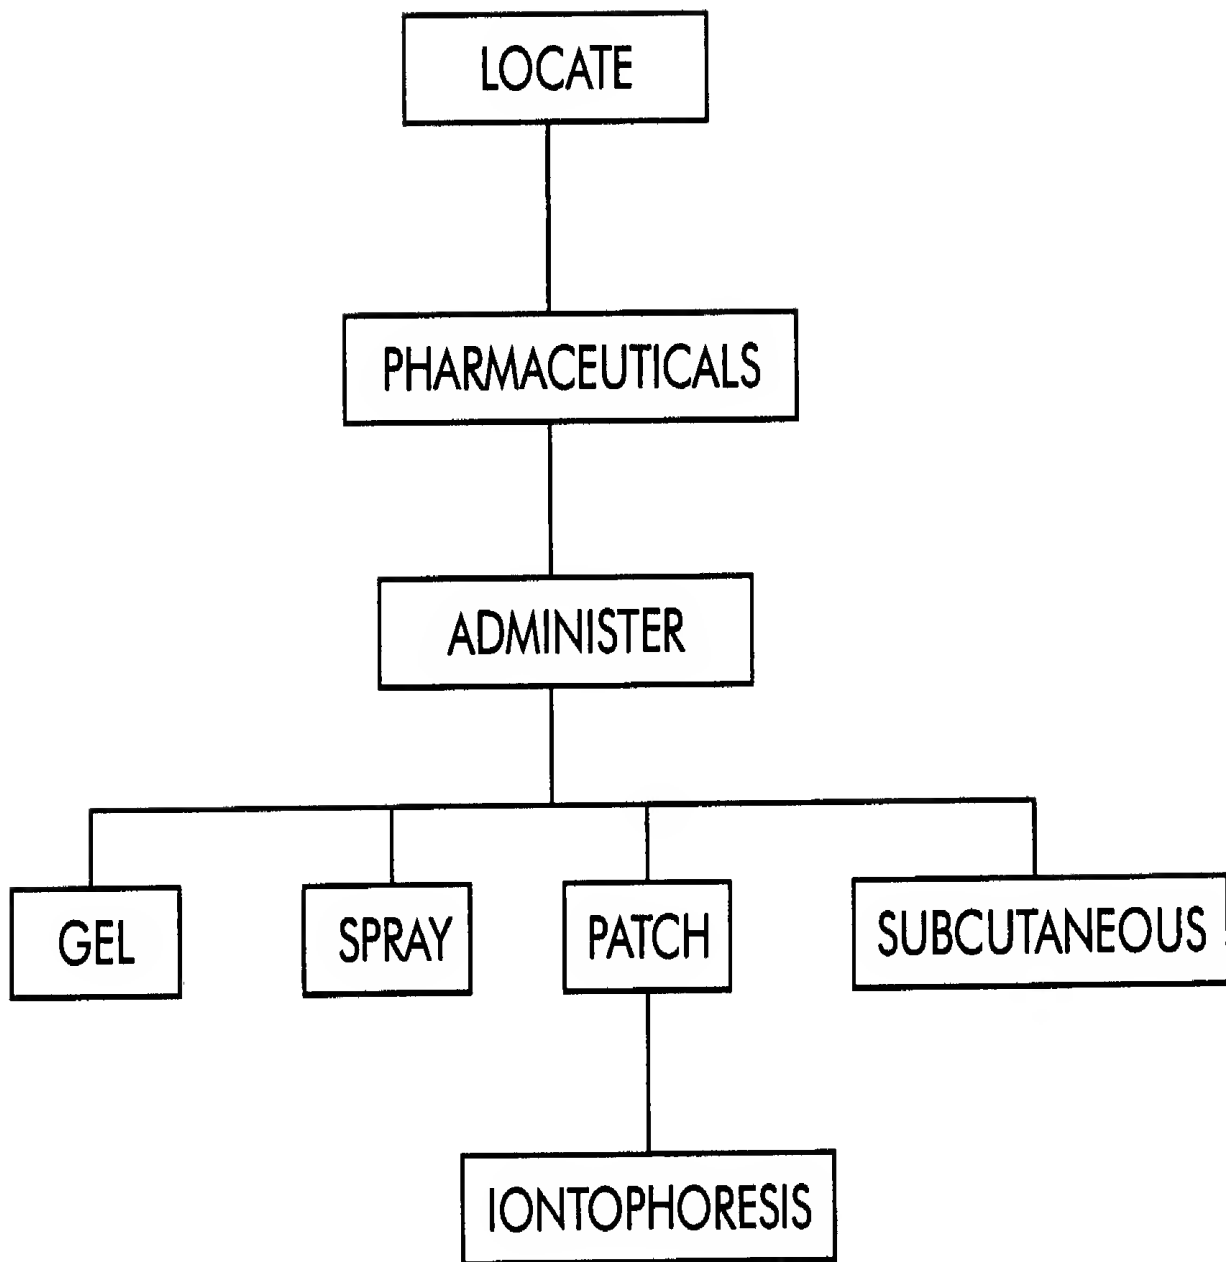 LOCATE
PHARMACEUTICALS
ADMINISTER
GEL
SPRAY
PATCH
SUBCUTANEOUS
IONTOPHORESIS